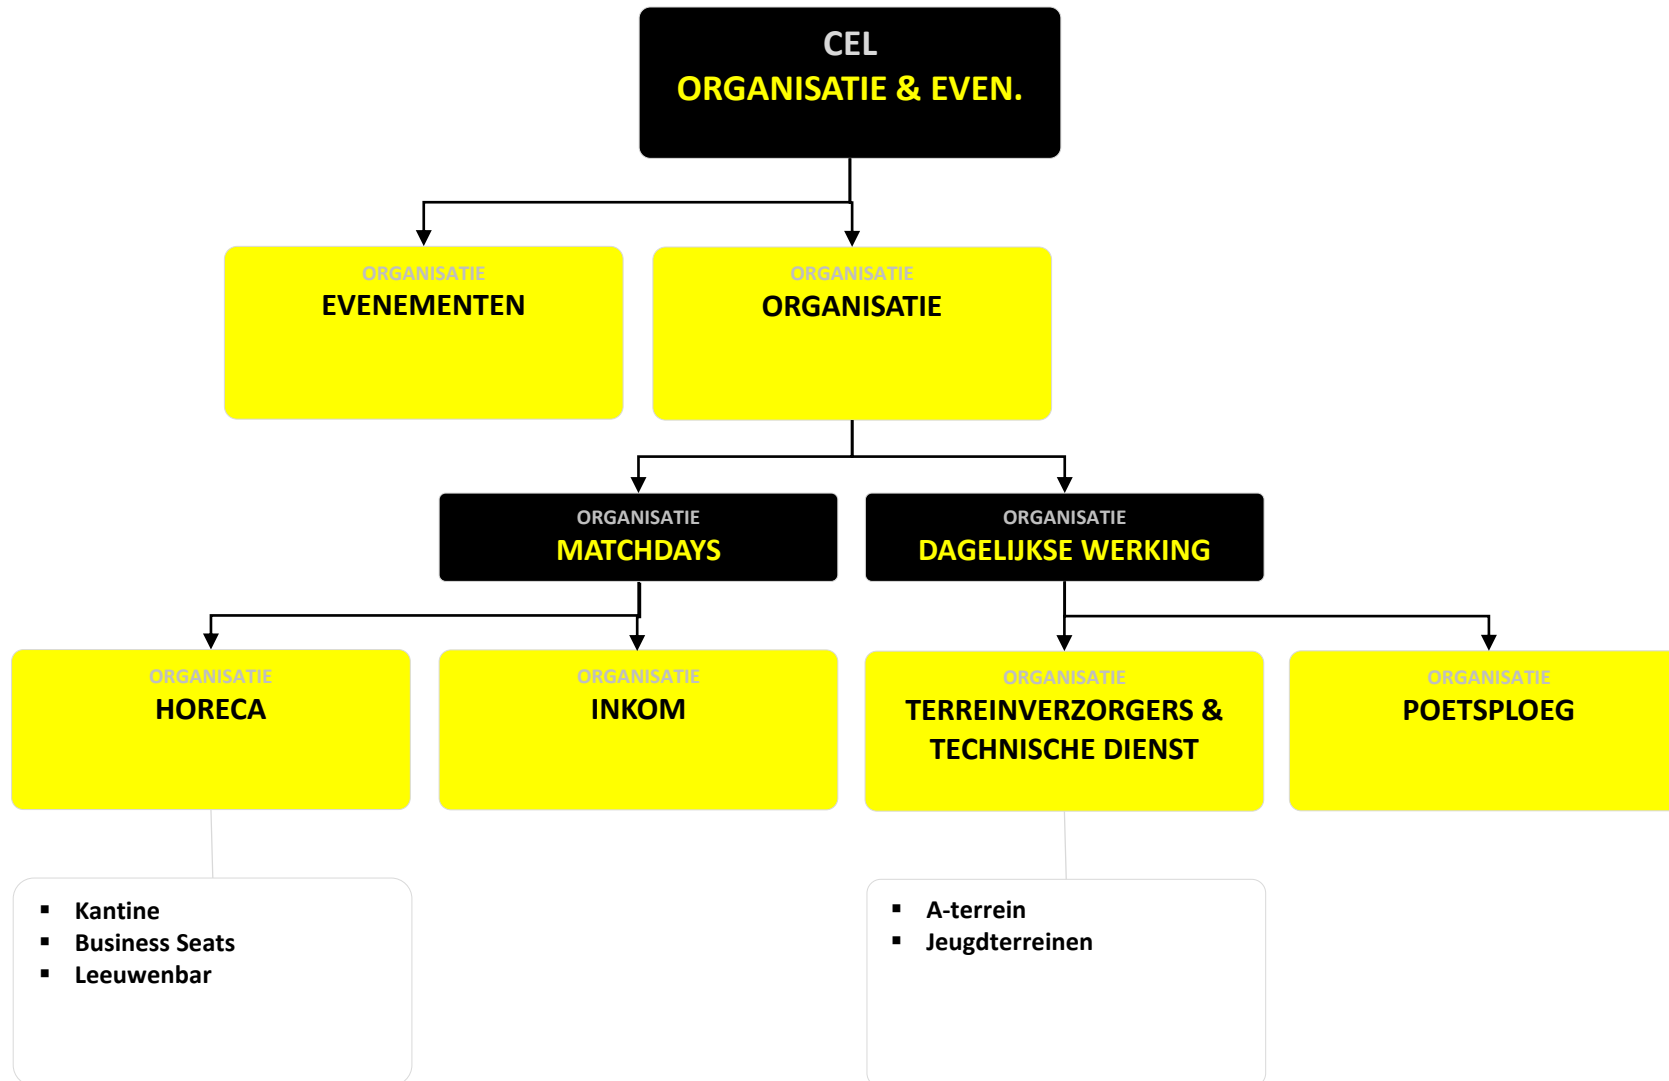 CEL
ORGANISATIE & EVEN.
ORGANISATIE
EVENEMENTEN
ORGANISATIE
ORGANISATIE
ORGANISATIE
MATCHDAYS
ORGANISATIE
DAGELIJKSE WERKING
ORGANISATIE
HORECA
ORGANISATIE
INKOM
ORGANISATIE
TERREINVERZORGERS &
TECHNISCHE DIENST
ORGANISATIE
POETSPLOEG
▪ Kantine
▪ Business Seats
▪ Leeuwenbar
▪ A-terrein
▪ Jeugdterreinen